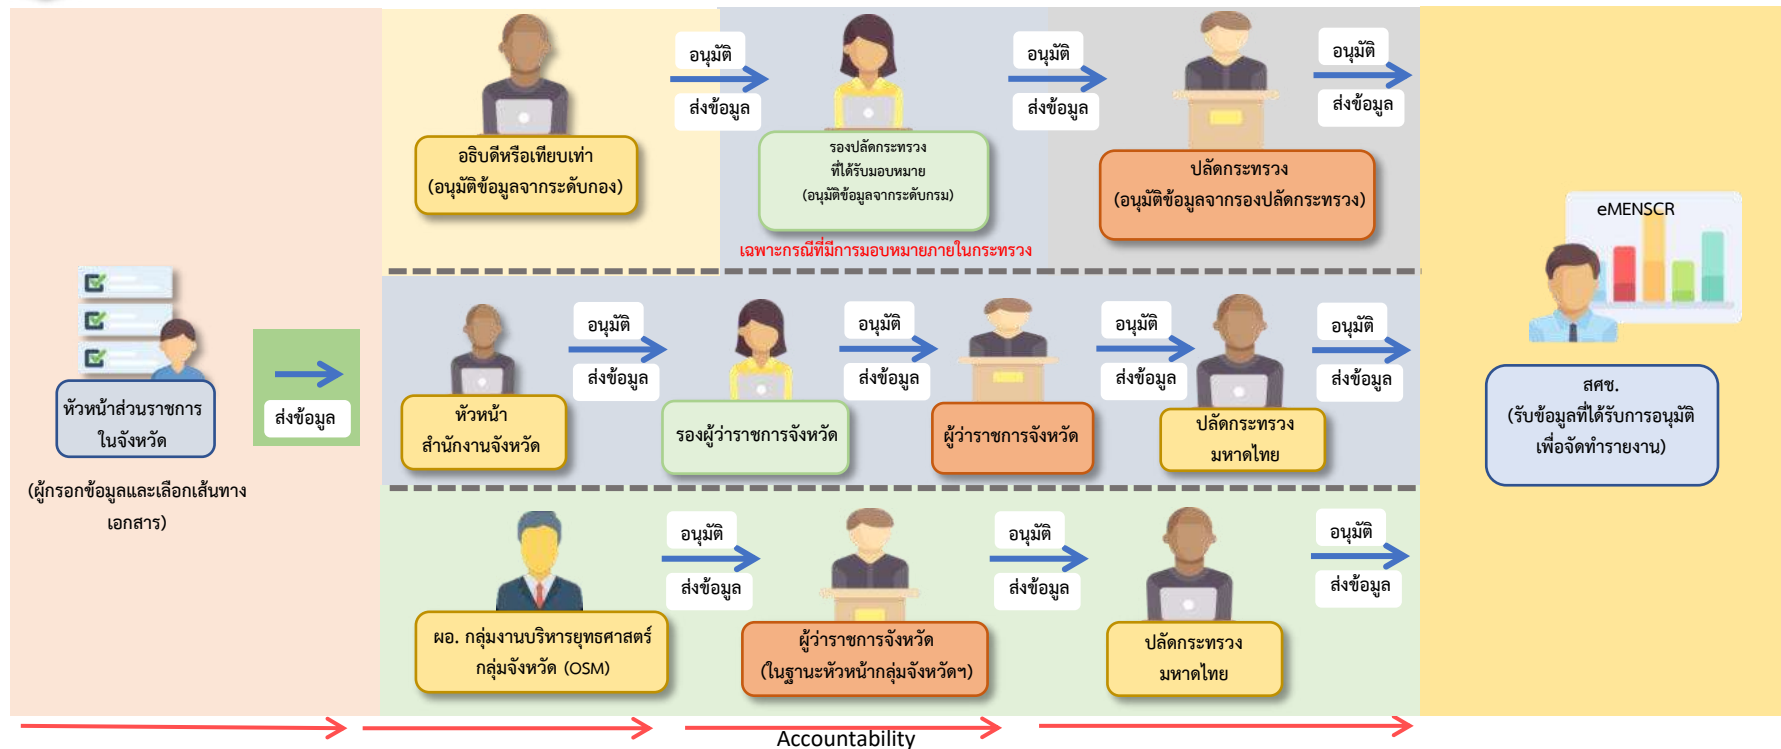 อนุมัติ
ส่งข้อมูล
อนุมัติ
ส่งข้อมูล
อนุมัติ
ส่งข้อมูล
อธิบดีหรือเทียบเท่า
(อนุมัติข้อมูลจากระดับกอง)
รองปลัดกระทรวง
ที่ได้รับมอบหมาย
(อนุมัติข้อมูลจากระดับกรม)
ปลัดกระทรวง
(อนุมัติข้อมูลจากรองปลัดกระทรวง)
เฉพาะกรณีที่มีการมอบหมายภายในกระทรวง
หัวหน้าส่วนราชการ
ในจังหวัด
(ผู้กรอกข้อมูลและเลือกเส้นทาง
เอกสาร)
ส่งข้อมูล
อนุมัติ
ส่งข้อมูล
อนุมัติ
ส่งข้อมูล
อนุมัติ
ส่งข้อมูล
อนุมัติ
ส่งข้อมูล
หัวหน้า
สำนักงานจังหวัด
รองผู้ว่าราชการจังหวัด
ผู้ว่าราชการจังหวัด
ปลัดกระทรวง
มหาดไทย
อนุมัติ
ส่งข้อมูล
อนุมัติ
ส่งข้อมูล
อนุมัติ
ส่งข้อมูล
ผอ. กลุ่มงานบริหารยุทธศาสตร์
กลุ่มจังหวัด (OSM)
ผู้ว่าราชการจังหวัด
(ในฐานะหัวหน้ากลุ่มจังหวัดฯ)
ปลัดกระทรวง
มหาดไทย
eMENSCR
สศช.
(รับข้อมูลที่ได้รับการอนุมัติ
เพื่อจัดทำรายงาน)
Accountability